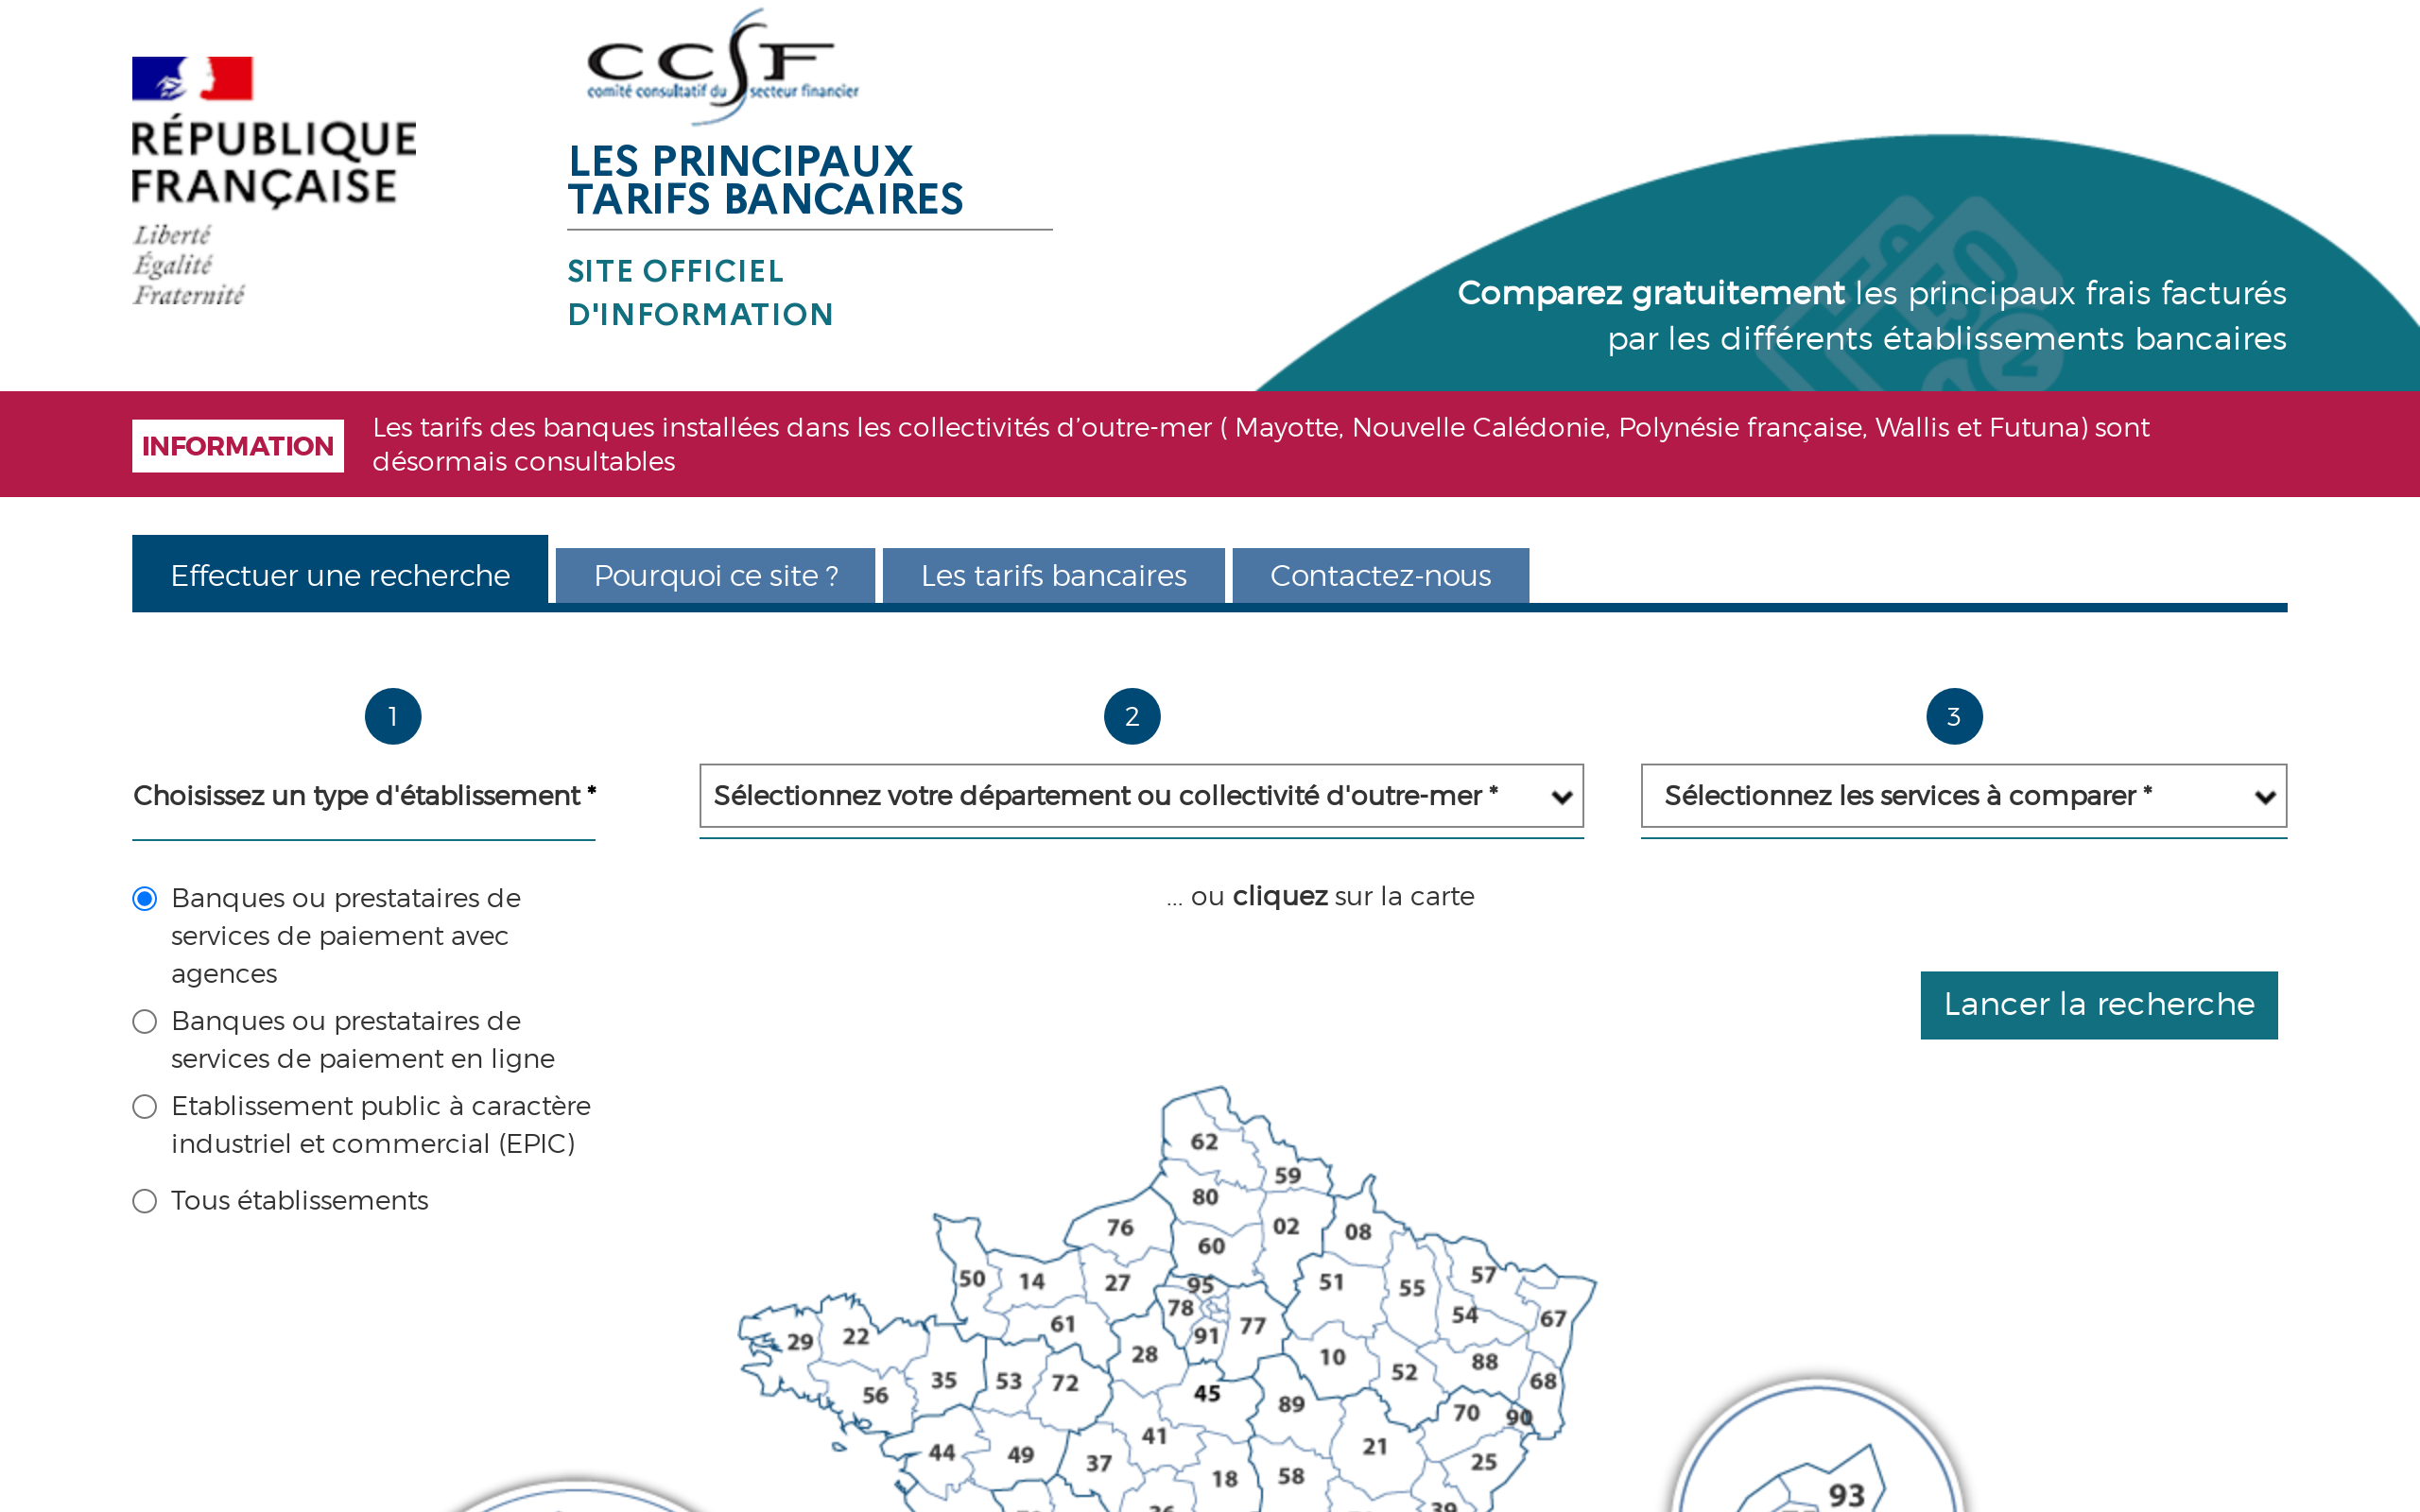 RÉPUBLIQUE
FRANÇAISE
Liberté
Égalité
Fraternité
CCSF
comité consultatif du secteur financier
LES PRINCIPAUX
TARIFS BANCAIRES
SITE OFFICIEL
D'INFORMATION
Comparez gratuitement les principaux frais facturés
par les différents établissements bancaires
INFORMATION
Les tarifs des banques installées dans les collectivités d’outre-mer ( Mayotte, Nouvelle Calédonie, Polynésie française, Wallis et Futuna) sont
désormais consultables
Effectuer une recherche
Pourquoi ce site ?
Les tarifs bancaires
Contactez-nous
1
Choisissez un type d'établissement *
Banques ou prestataires de
services de paiement avec
agences
Banques ou prestataires de
services de paiement en ligne
Etablissement public à caractère
industriel et commercial (EPIC)
Tous établissements
2
Sélectionnez votre département ou collectivité d'outre-mer *
... ou cliquez sur la carte
3
Sélectionnez les services à comparer *
Lancer la recherche
62
59
80
76
02
08
60
50
14
27
95
51
55
57
78
61
77
54
67
29
22
91
28
10
88
52
35
53
72
45
68
56
89
70
90
41
44
49
21
37
25
18
58
39
93